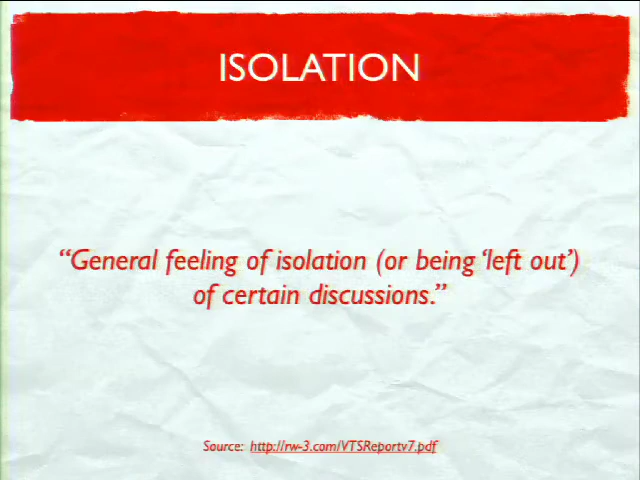 ISOLATION
“General feeling of isolation (or being ‘left out’)
of certain discussions.”
Source: http://rw-3.com/VTSReportv7.pdf